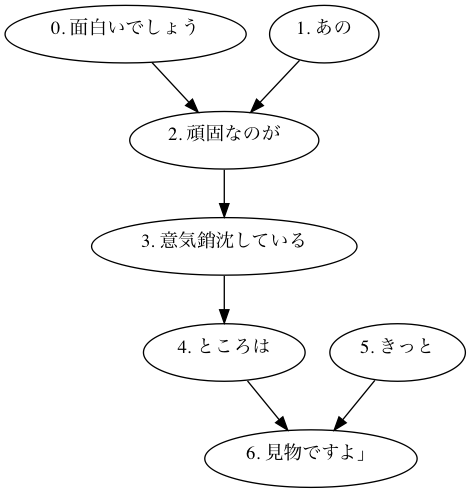 0. 面白いでしょう
1. あの
2. 頑固なのが
3. 意気銷沈している
4. ところは
5. きっと
6. 見物ですよ」